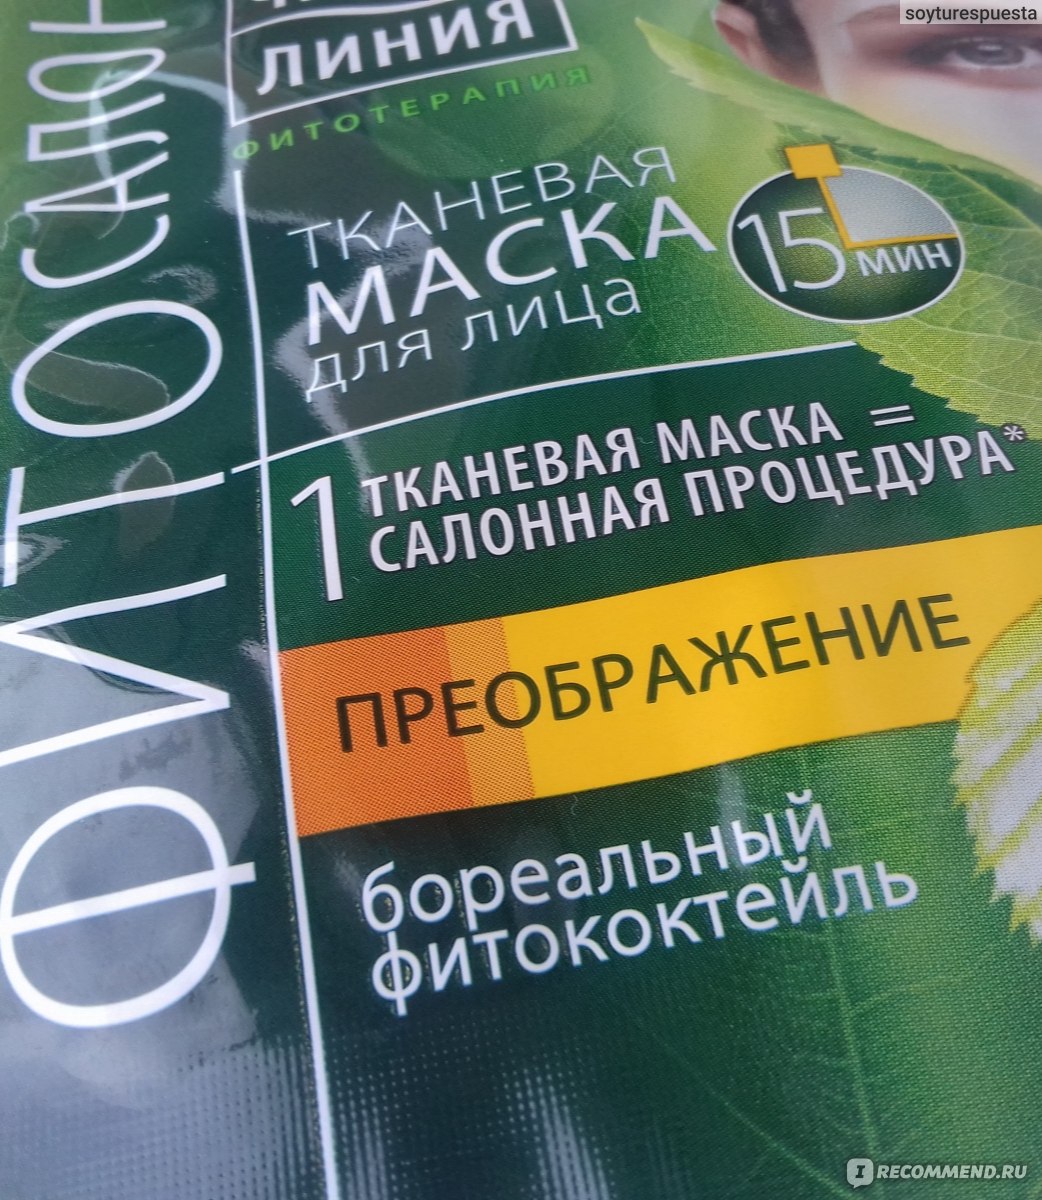 soyturespuesta
ЛИНИЯ
ФИТОТЕРАПИЯ
ФИТОСАЛОН
ТКАНЕВАЯ
МАСКА
ДЛЯ ЛИЦА
15 МИН
1 ТКАНЕВАЯ МАСКА =
САЛОННАЯ ПРОЦЕДУРА*
ПРЕОБРАЖЕНИЕ
бореальный
фитококтейль
IRECOMMEND.RU